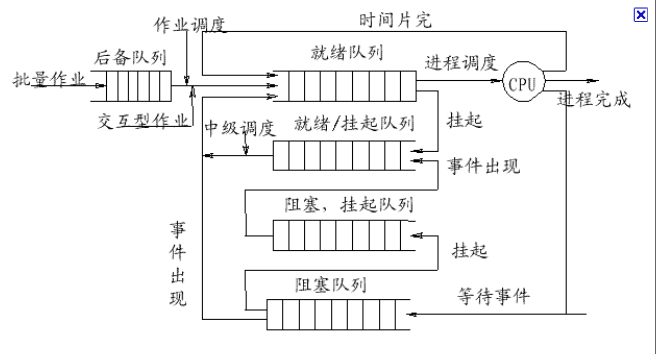 作业调度
时间片完
后备队列
就绪队列
进程调度
批量作业
CPU
进程完成
交互型作业
中级调度
就绪/挂起队列
挂起
事件出现
阻塞，挂起队列
事件出现
挂起
阻塞队列
等待事件